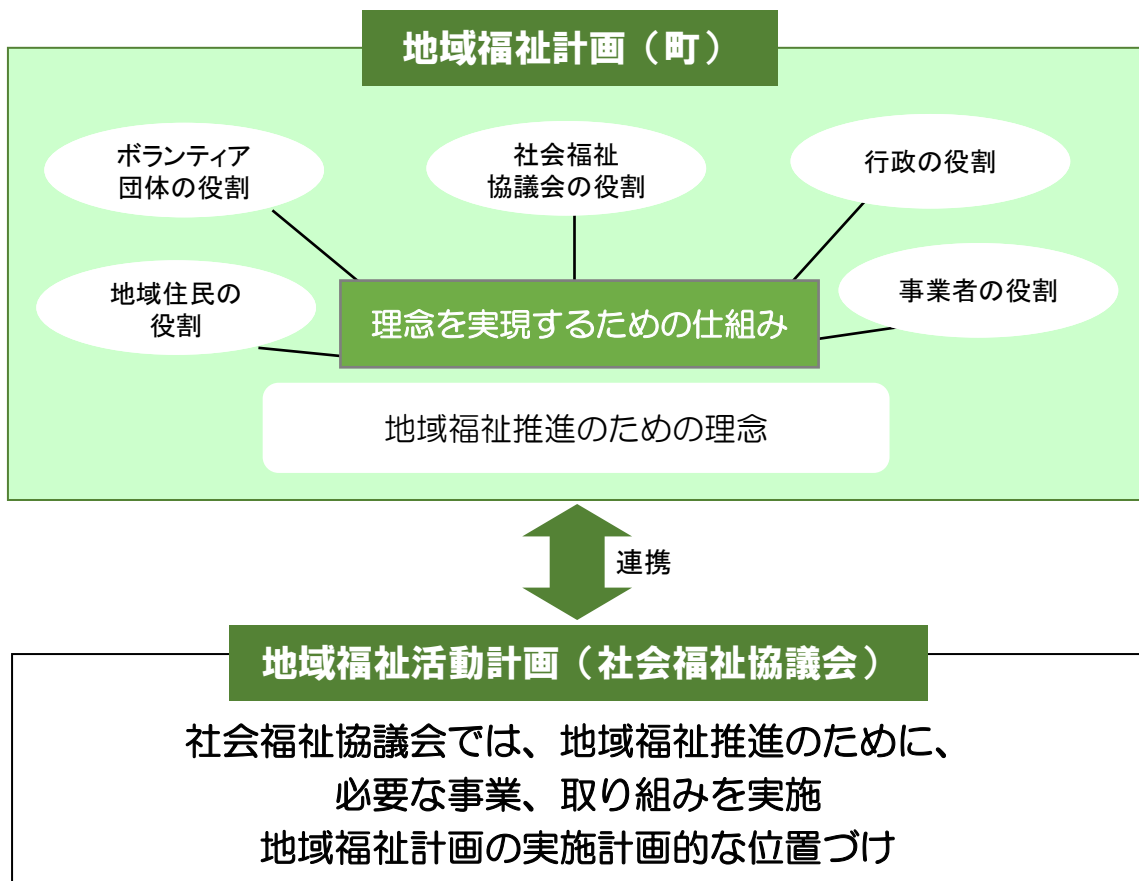 地域福祉計画（町）
ボランティア
団体の役割
社会福祉
協議会の役割
行政の役割
地域住民の
役割
事業者の役割
理念を実現するための仕組み
地域福祉推進のための理念
連携
地域福祉活動計画（社会福祉協議会）
社会福祉協議会では、地域福祉推進のために、
必要な事業、取り組みを実施
地域福祉計画の実施計画的な位置づけ